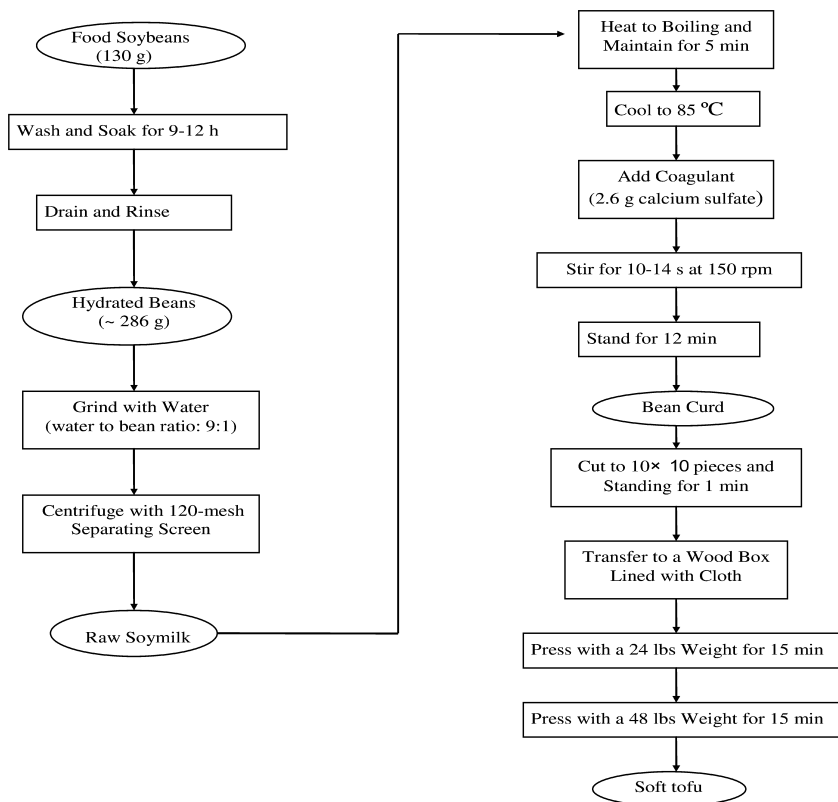 Food Soybeans
(130 g)
Wash and Soak for 9-12 h
Drain and Rinse
Hydrated Beans
(~ 286 g)
Grind with Water
(water to bean ratio: 9:1)
Centrifuge with 120-mesh
Separating Screen
Raw Soymilk
Heat to Boiling and
Maintain for 5 min
Cool to 85 ºC
Add Coagulant
(2.6 g calcium sulfate)
Stir for 10-14 s at 150 rpm
Stand for 12 min
Bean Curd
Cut to 10× 10 pieces and
Standing for 1 min
Transfer to a Wood Box
Lined with Cloth
Press with a 24 lbs Weight for 15 min
Press with a 48 lbs Weight for 15 min
Soft tofu